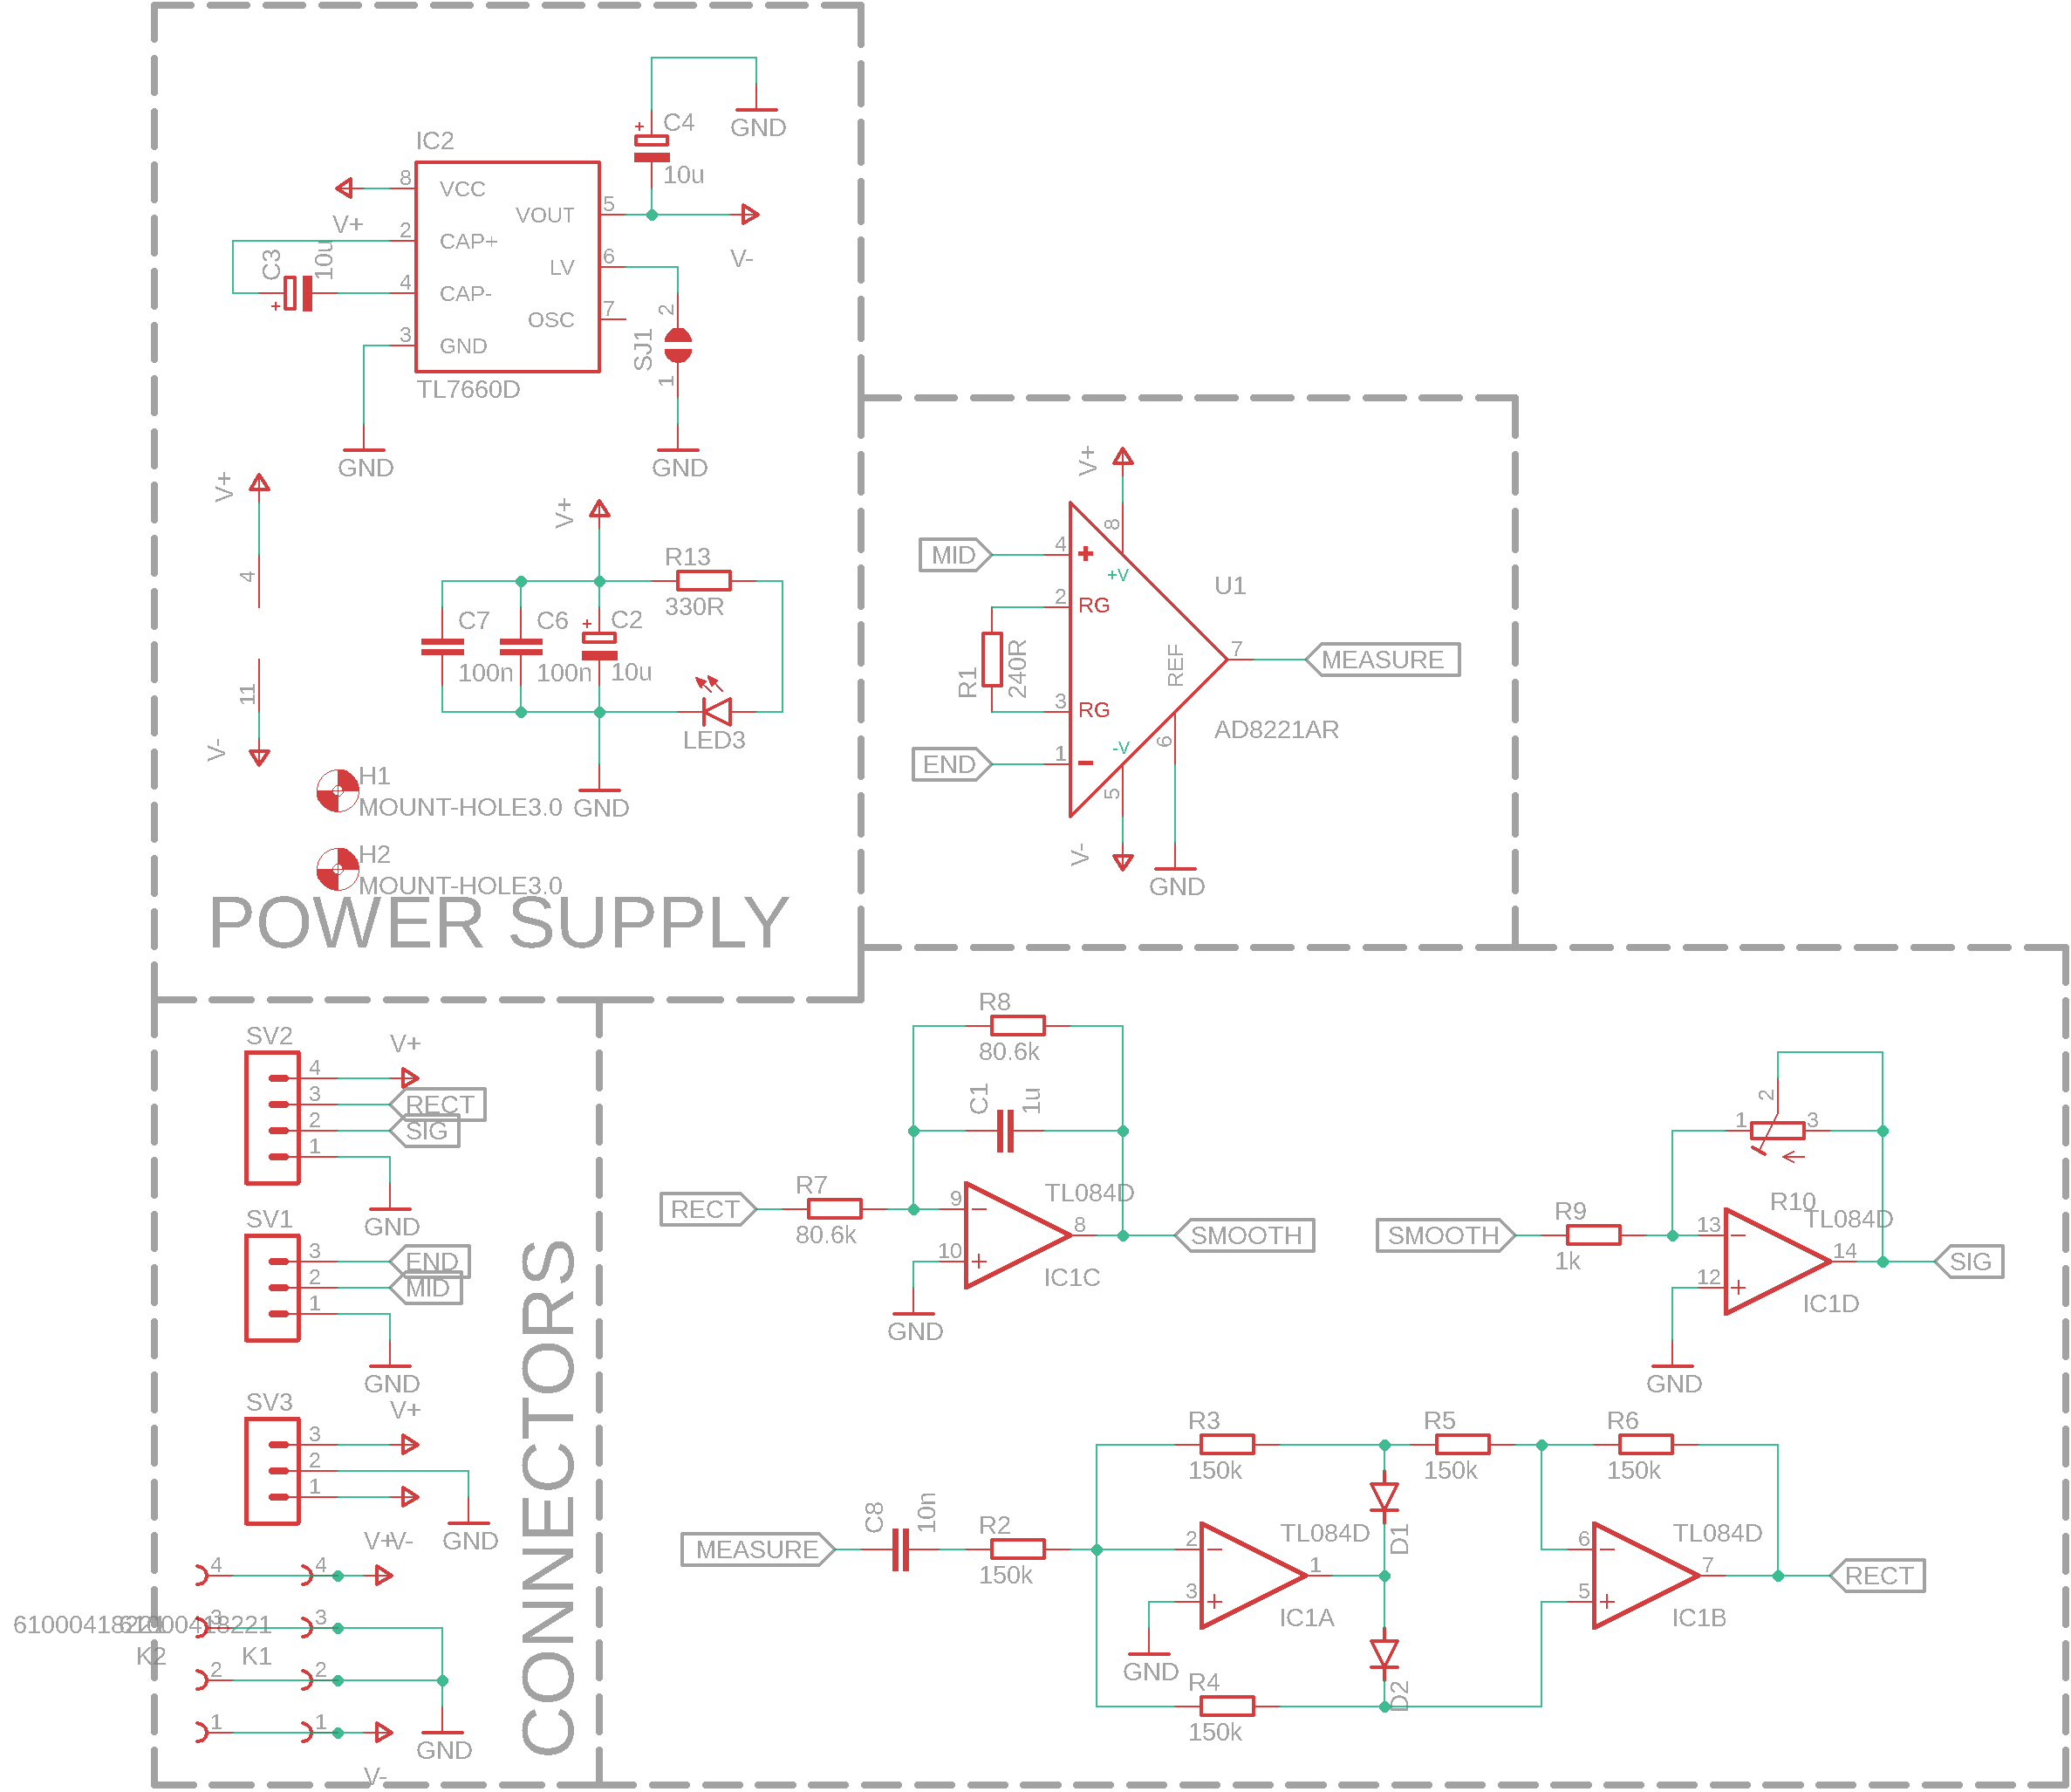 C4
GND
IC2
10u
8
VCC
V+
5
VOUT
2
CAP+
V-
C3
10u
6
LV
4
CAP-
7
OSC
2
3
GND
SJ1
1
TL7660D
GND
GND
V+
V+
V+
8
4
R13
330R
MID
4
+V
U1
2
RG
C7
C6
C2
100n
100n
10u
R1
240R
REF
7
MEASURE
11
3
RG
AD8221AR
LED3
V-
-V
6
END
1
5
H1
MOUNT-HOLE3.0
GND
V-
H2
MOUNT-HOLE3.0
GND
POWER SUPPLY
SV2
V+
4
3
RECT
2
SIG
1
GND
SV1
3
END
2
MID
1
GND
SV3
V+
3
2
1
GND
V+
V-
4
4
3
3
61000418221
61000418221
K2
K1
2
2
1
1
GND
V-
CONNECTORS
R8
80.6k
C1
1u
RECT
R7
80.6k
9
TL084D
8
SMOOTH
10
IC1C
GND
2
1
3
R10
SMOOTH
R9
1k
13
TL084D
14
SIG
12
IC1D
GND
R3
150k
R5
150k
R6
150k
MEASURE
C8
10n
R2
150k
2
TL084D
D1
1
3
IC1A
GND
R4
150k
D2
6
TL084D
7
RECT
5
IC1B